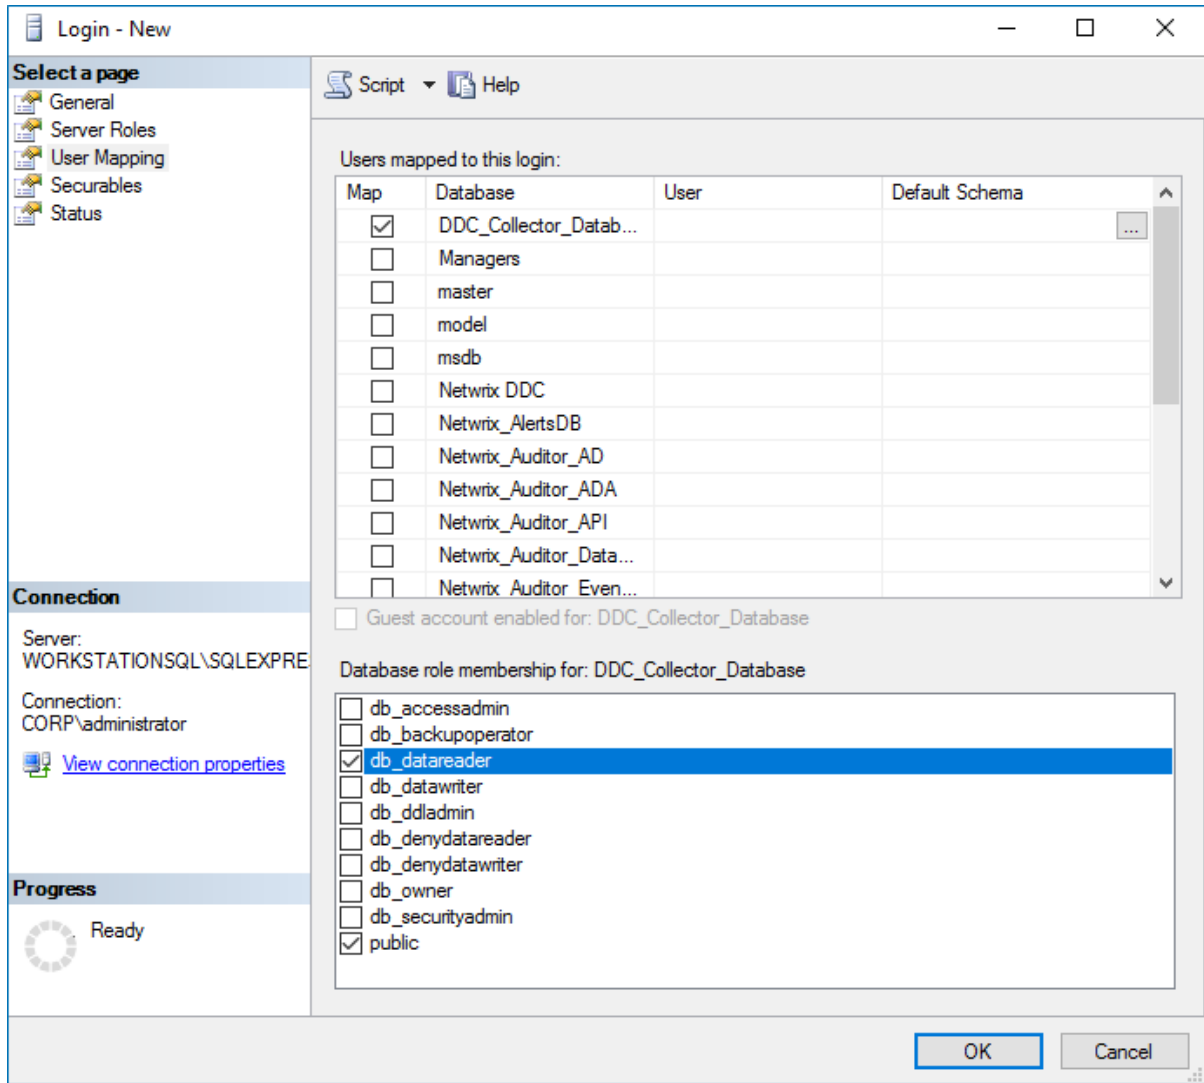 Login - New
Select a page
General
Server Roles
User Mapping
Securables
Status
Connection
Server:
WORKSTATIONSQL\SQLEXPRE
Connection:
CORP\administrator
View connection properties
Progress
Ready
Script Help
Users mapped to this login:
Map Database User Default Schema
DDC_Collector_Datab... ...
Managers
master
model
msdb
Netwrix DDC
Netwrix_AlertsDB
Netwrix_Auditor_AD
Netwrix_Auditor_ADA
Netwrix_Auditor_API
Netwrix_Auditor_Data...
Netwrix_Auditor_Even...
Guest account enabled for: DDC_Collector_Database
Database role membership for: DDC_Collector_Database
db_accessadmin
db_backupoperator
db_datareader
db_datawriter
db_ddladmin
db_denydatareader
db_denydatawriter
db_owner
db_securityadmin
public
OK Cancel